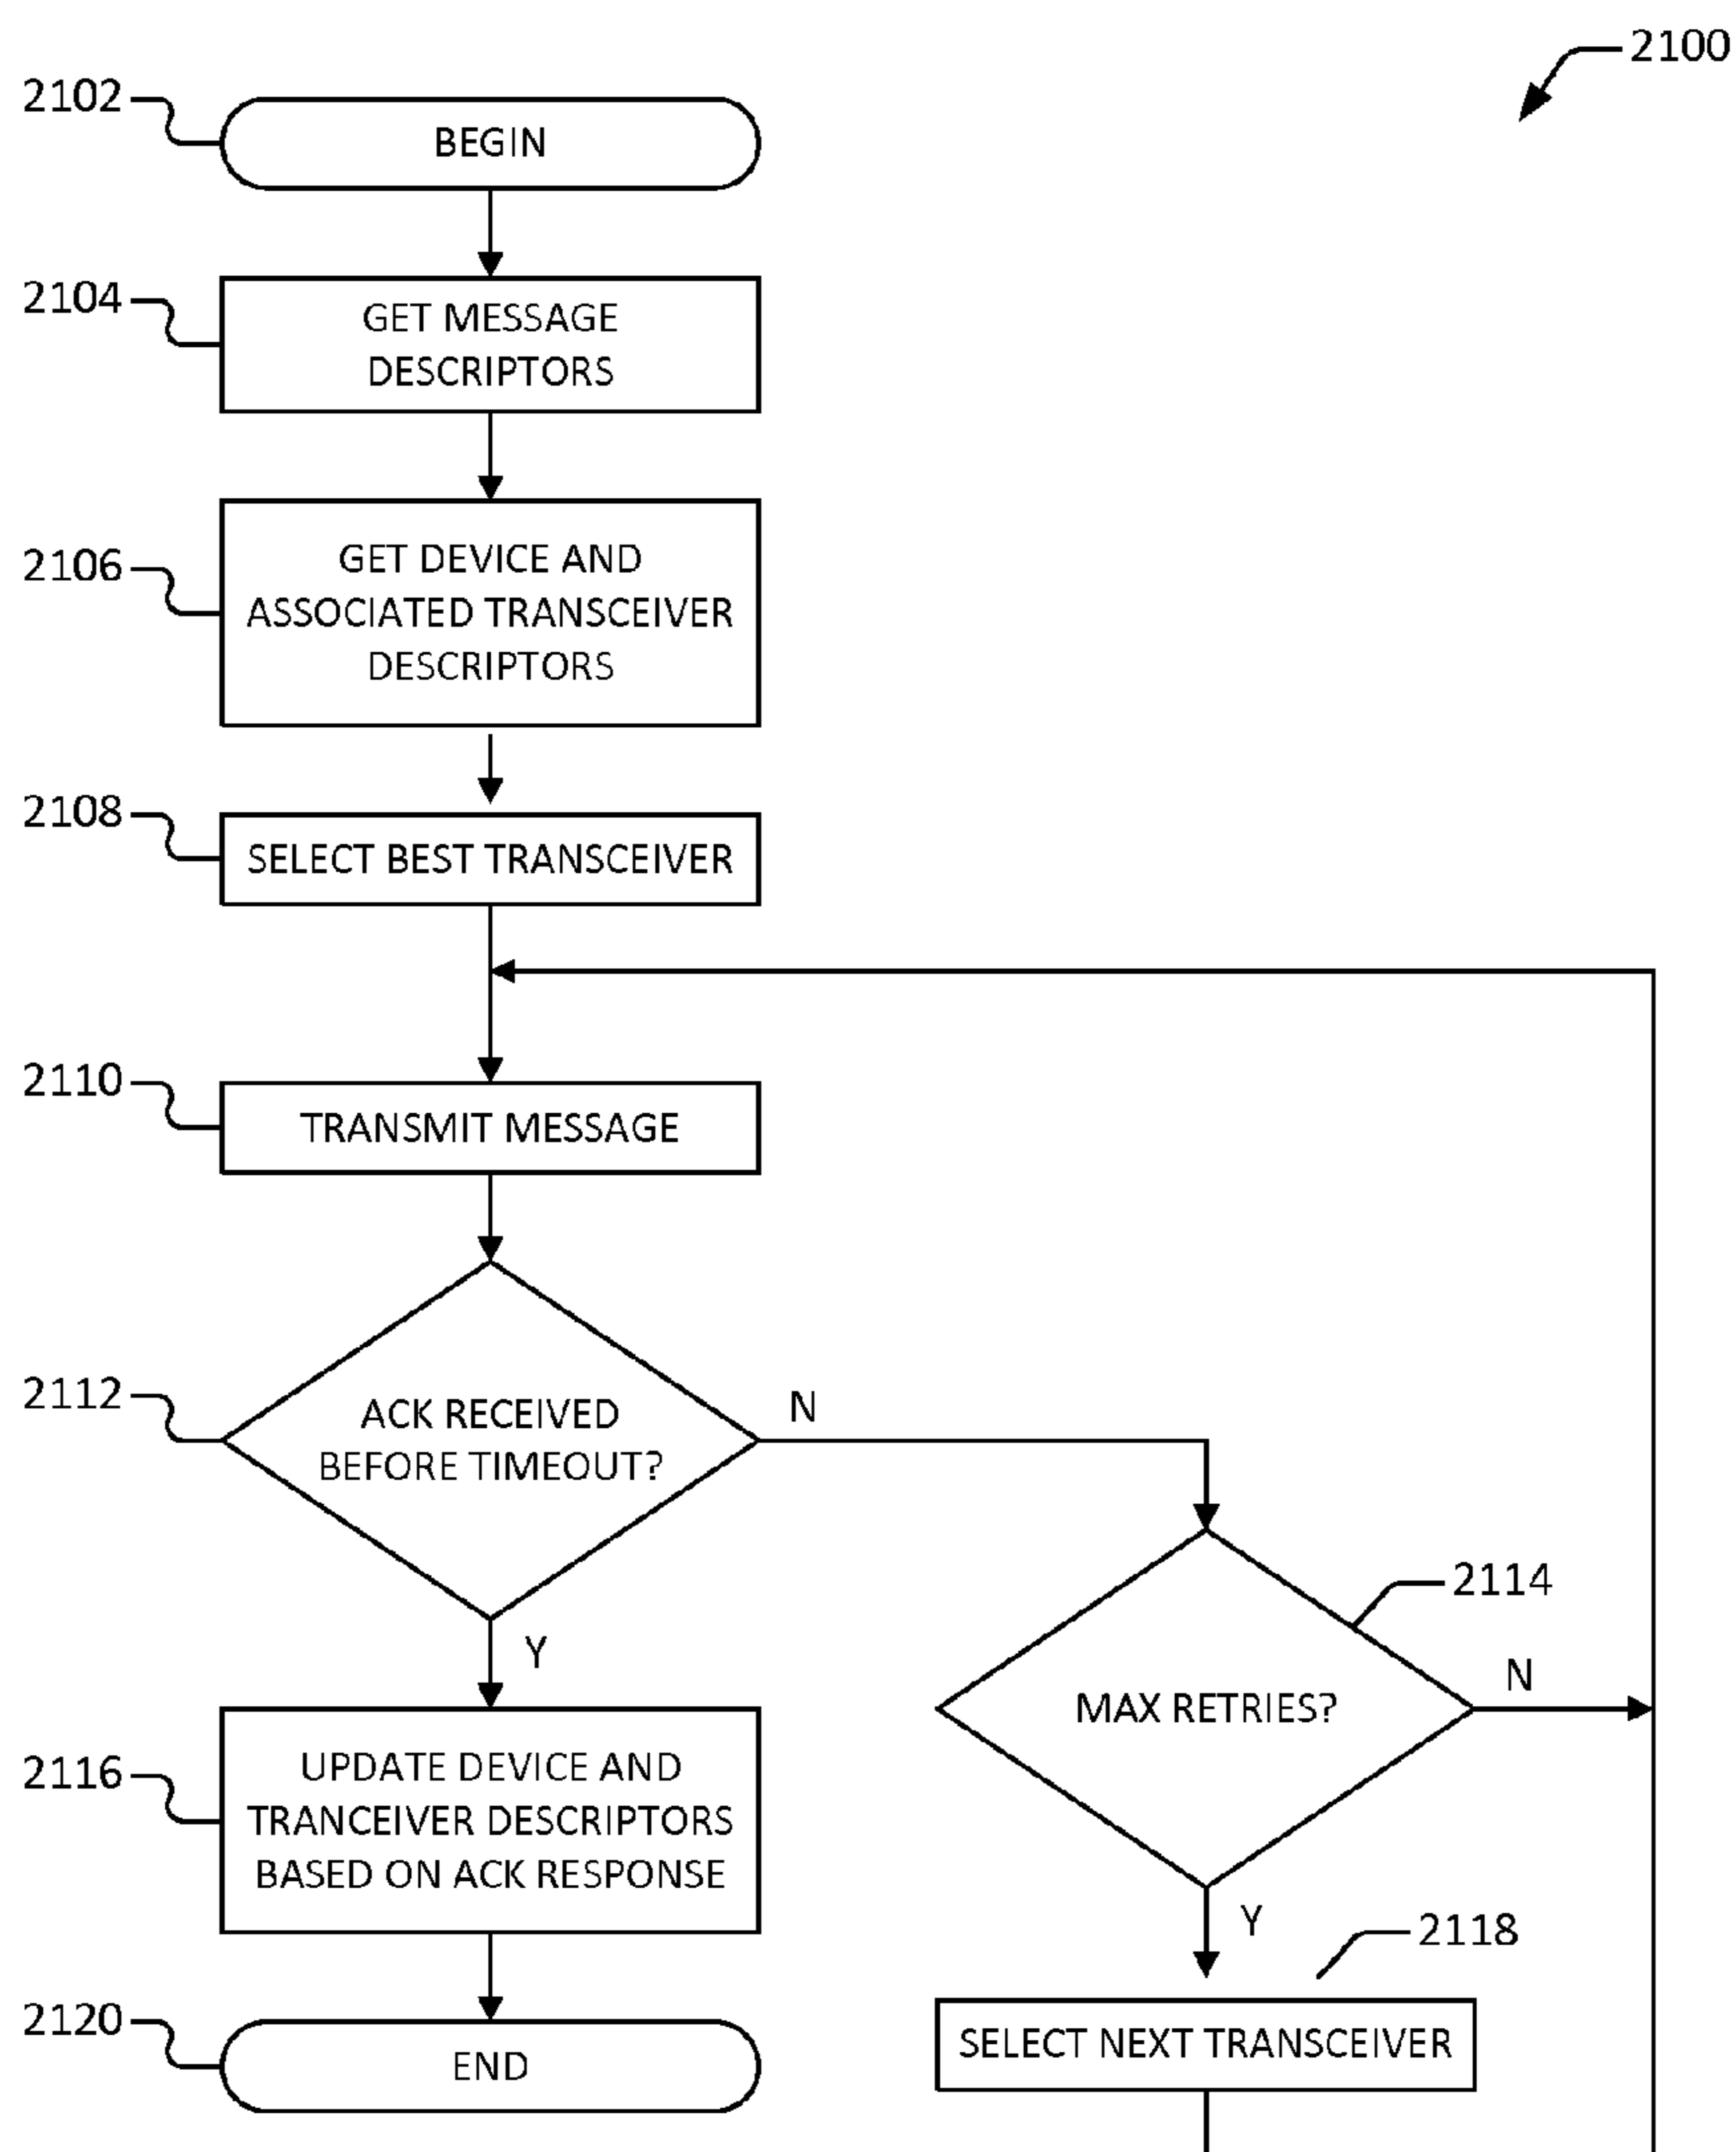 2100
2102
BEGIN
2104
GET MESSAGE
DESCRIPTORS
2106
GET DEVICE AND
ASSOCIATED TRANSCEIVER
DESCRIPTORS
2108
SELECT BEST TRANSCEIVER
2110
TRANSMIT MESSAGE
2112
ACK RECEIVED
BEFORE TIMEOUT?
N
Y
2114
MAX RETRIES?
N
Y
2116
UPDATE DEVICE AND
TRANCEIVER DESCRIPTORS
BASED ON ACK RESPONSE
2118
SELECT NEXT TRANSCEIVER
2120
END